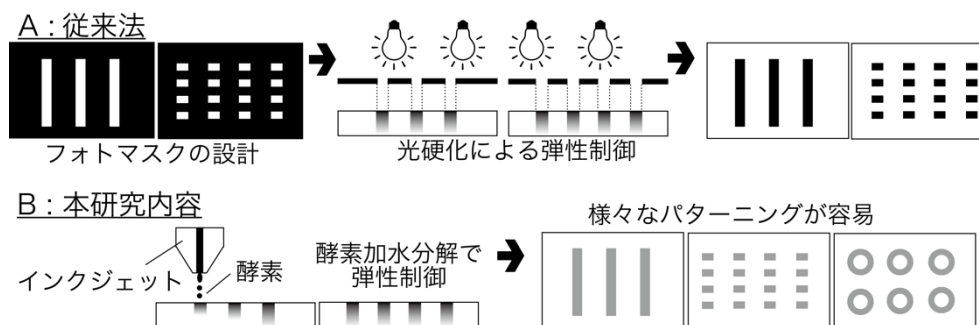 A : 従来法
フォトマスクの設計
光硬化による弾性制御
B : 本研究内容
インクジェット
酵素
酵素加水分解で
弾性制御
様々なパターニングが容易